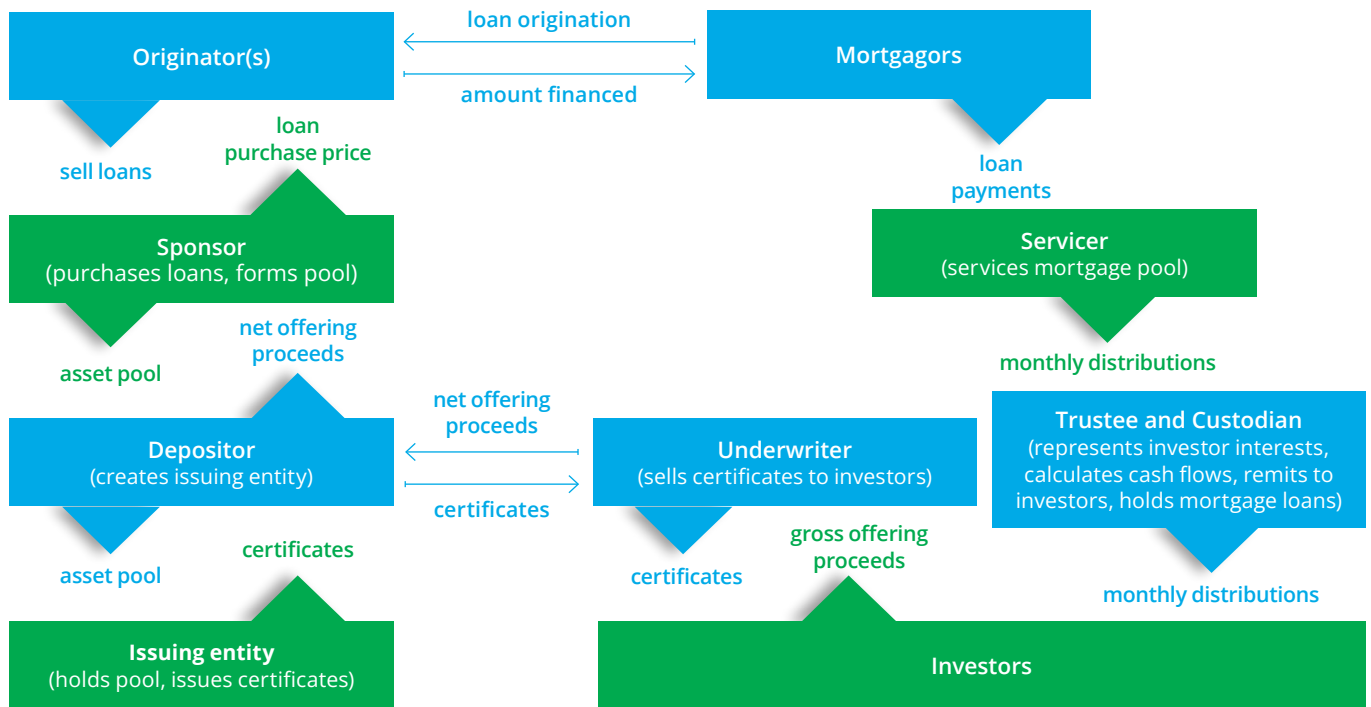 loan origination
Originator(s)
Mortgagors
amount financed
loan
purchase price
sell loans
loan
payments
Sponsor
(purchases loans, forms pool)
Servicer
(services mortgage pool)
net offering
proceeds
asset pool
monthly distributions
net offering
proceeds
Depositor
(creates issuing entity)
Underwriter
(sells certificates to investors)
Trustee and Custodian
(represents investor interests,
calculates cash flows, remits to
investors, holds mortgage loans)
certificates
certificates
asset pool
certificates
gross offering
proceeds
monthly distributions
Issuing entity
(holds pool, issues certificates)
Investors